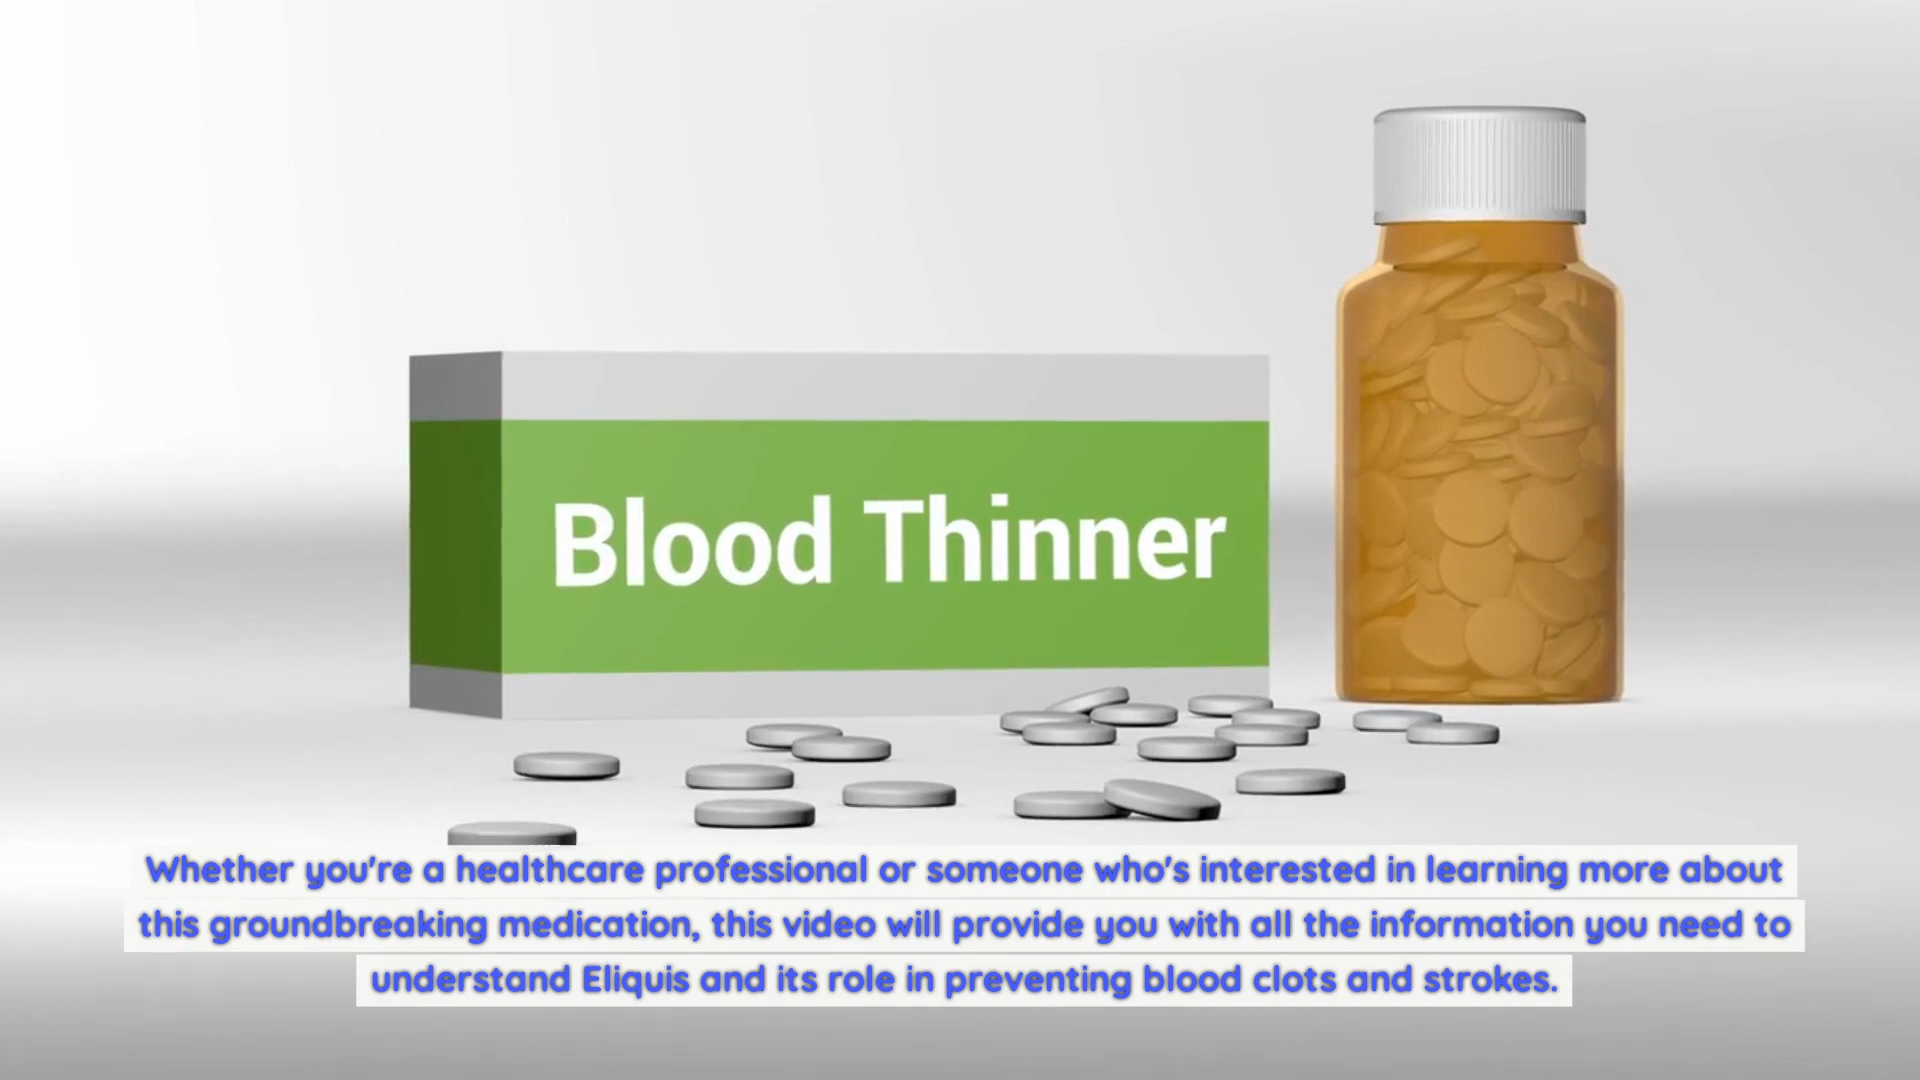 Blood Thinner
Whether you're a healthcare professional or someone who's interested in learning more about
this groundbreaking medication, this video will provide you with all the information you need to
understand Eliquis and its role in preventing blood clots and strokes.